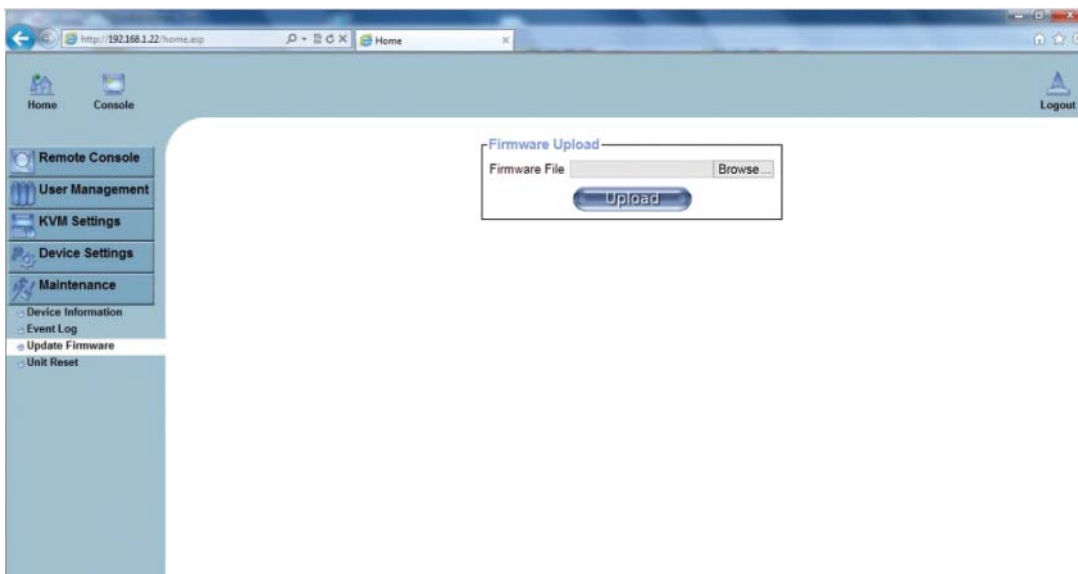 http://192.168.1.22/home.asp
Home
Home
Console
Logout
Remote Console
User Management
KVM Settings
Device Settings
Maintenance
Device Information
Event Log
Update Firmware
Unit Reset
Firmware Upload
Firmware File
Browse...
Upload